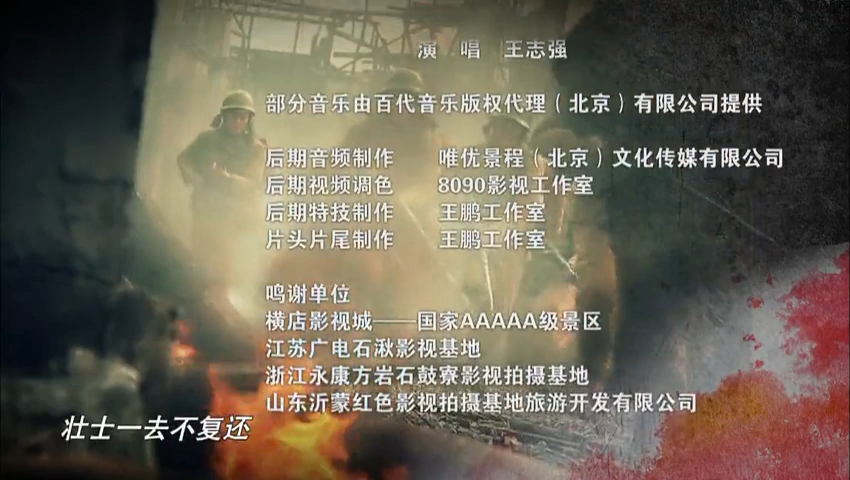 演 唱 王志强
部分音乐由百代音乐版权代理（北京）有限公司提供
后期音频制作 唯优景程（北京）文化传媒有限公司
后期视频调色 8090影视工作室
后期特技制作 王鹏工作室
片头片尾制作 王鹏工作室
鸣谢单位
横店影视城——国家AAAAA级景区
江苏广电石湫影视基地
浙江永康方岩石鼓寮影视拍摄基地
山东沂蒙红色影视拍摄基地旅游开发有限公司
壮士一去不复还